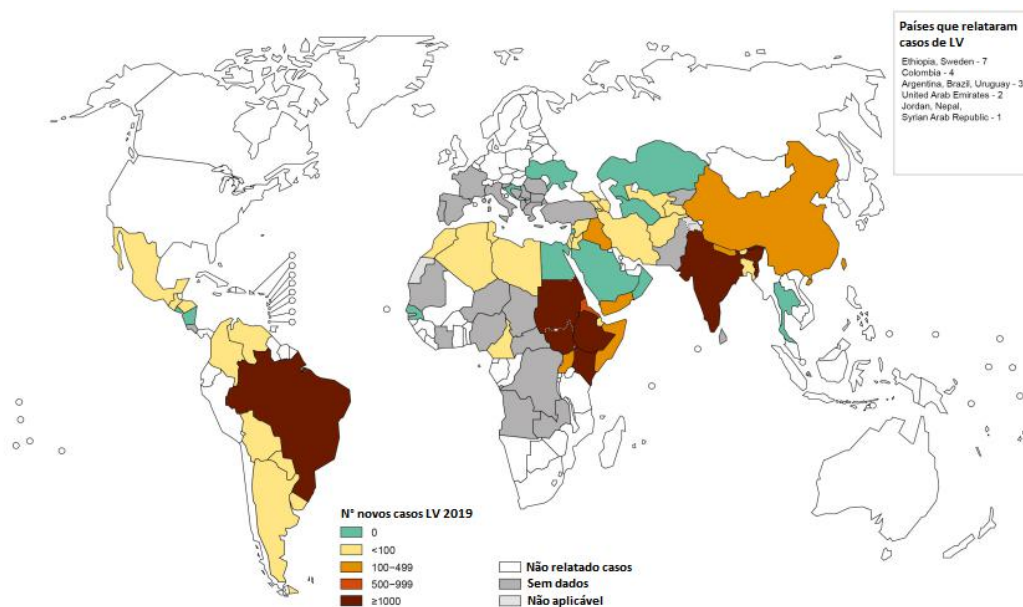 Países que relataram
casos de LV
Ethiopia, Sweden - 7
Colombia - 4
Argentina, Brazil, Uruguay - 3
United Arab Emirates - 2
Jordan, Nepal,
Syrian Arab Republic - 1
N° novos casos LV 2019
0
<100
100-499
500-999
≥1000
Não relatado casos
Sem dados
Não aplicável